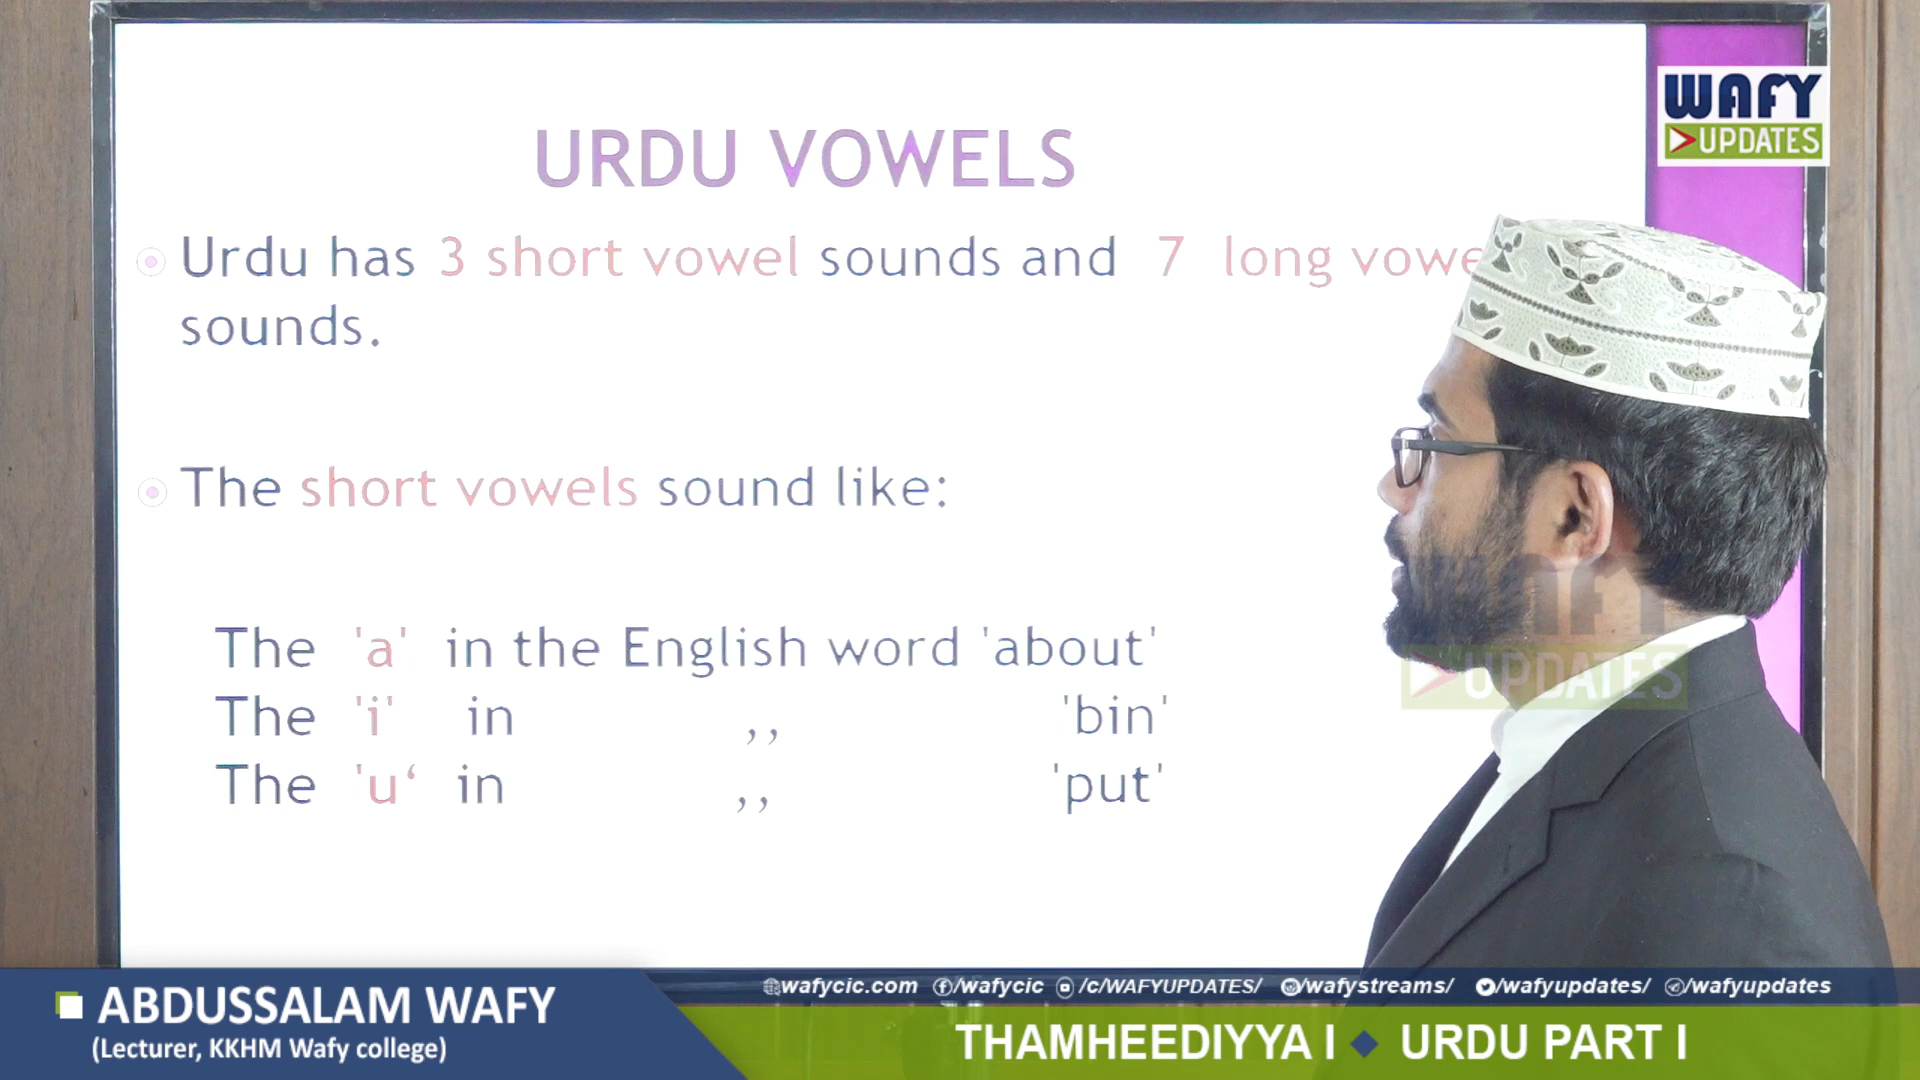 WAFY
UPDATES
URDU VOWELS
Urdu has 3 short vowel sounds and 7 long
sounds.
The short vowels sound like:
The 'a' in the English word 'about'
The 'i' in ,, 'bin'
The 'u‘ in ,, 'put'
WAFY
UPDATES
wafycic.com /wafycic /c/WAFYUPDATES/ /wafystreams/ /wafyupdates/ /wafyupdates
ABDUSSALAM WAFY
(Lecturer, KKHM Wafy college)
THAMHEEDIYYA I ◆ URDU PART I